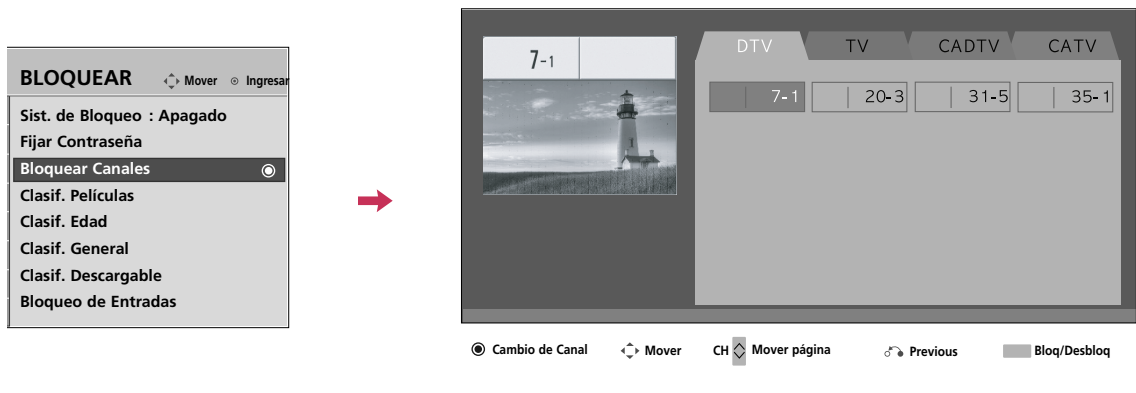 BLOQUEAR Mover Ingresar
Sist. de Bloqueo : Apagado
Fijar Contraseña
Bloquear Canales
Clasif. Películas
Clasif. Edad
Clasif. General
Clasif. Descargable
Bloqueo de Entradas
7-1
DTV TV CADTV CATV
7-1 20-3 31-5 35-1
Cambio de Canal Mover CH Mover página Previous Bloq/Desbloq